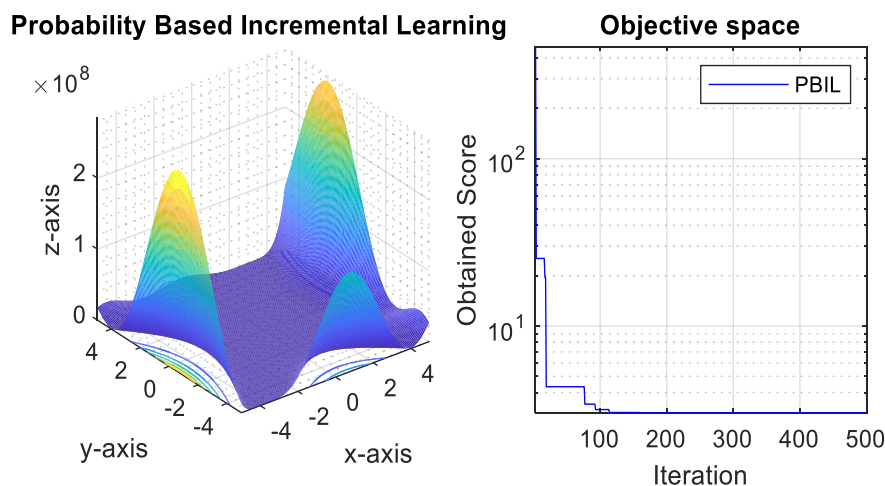 Probability Based Incremental Learning
×10^8
2
1
0
z-axis
4
2
0
-2
-4
y-axis
-4
-2
0
2
4
x-axis
Objective space
PBIL
10^2
10^1
Obtained Score
100
200
300
400
500
Iteration